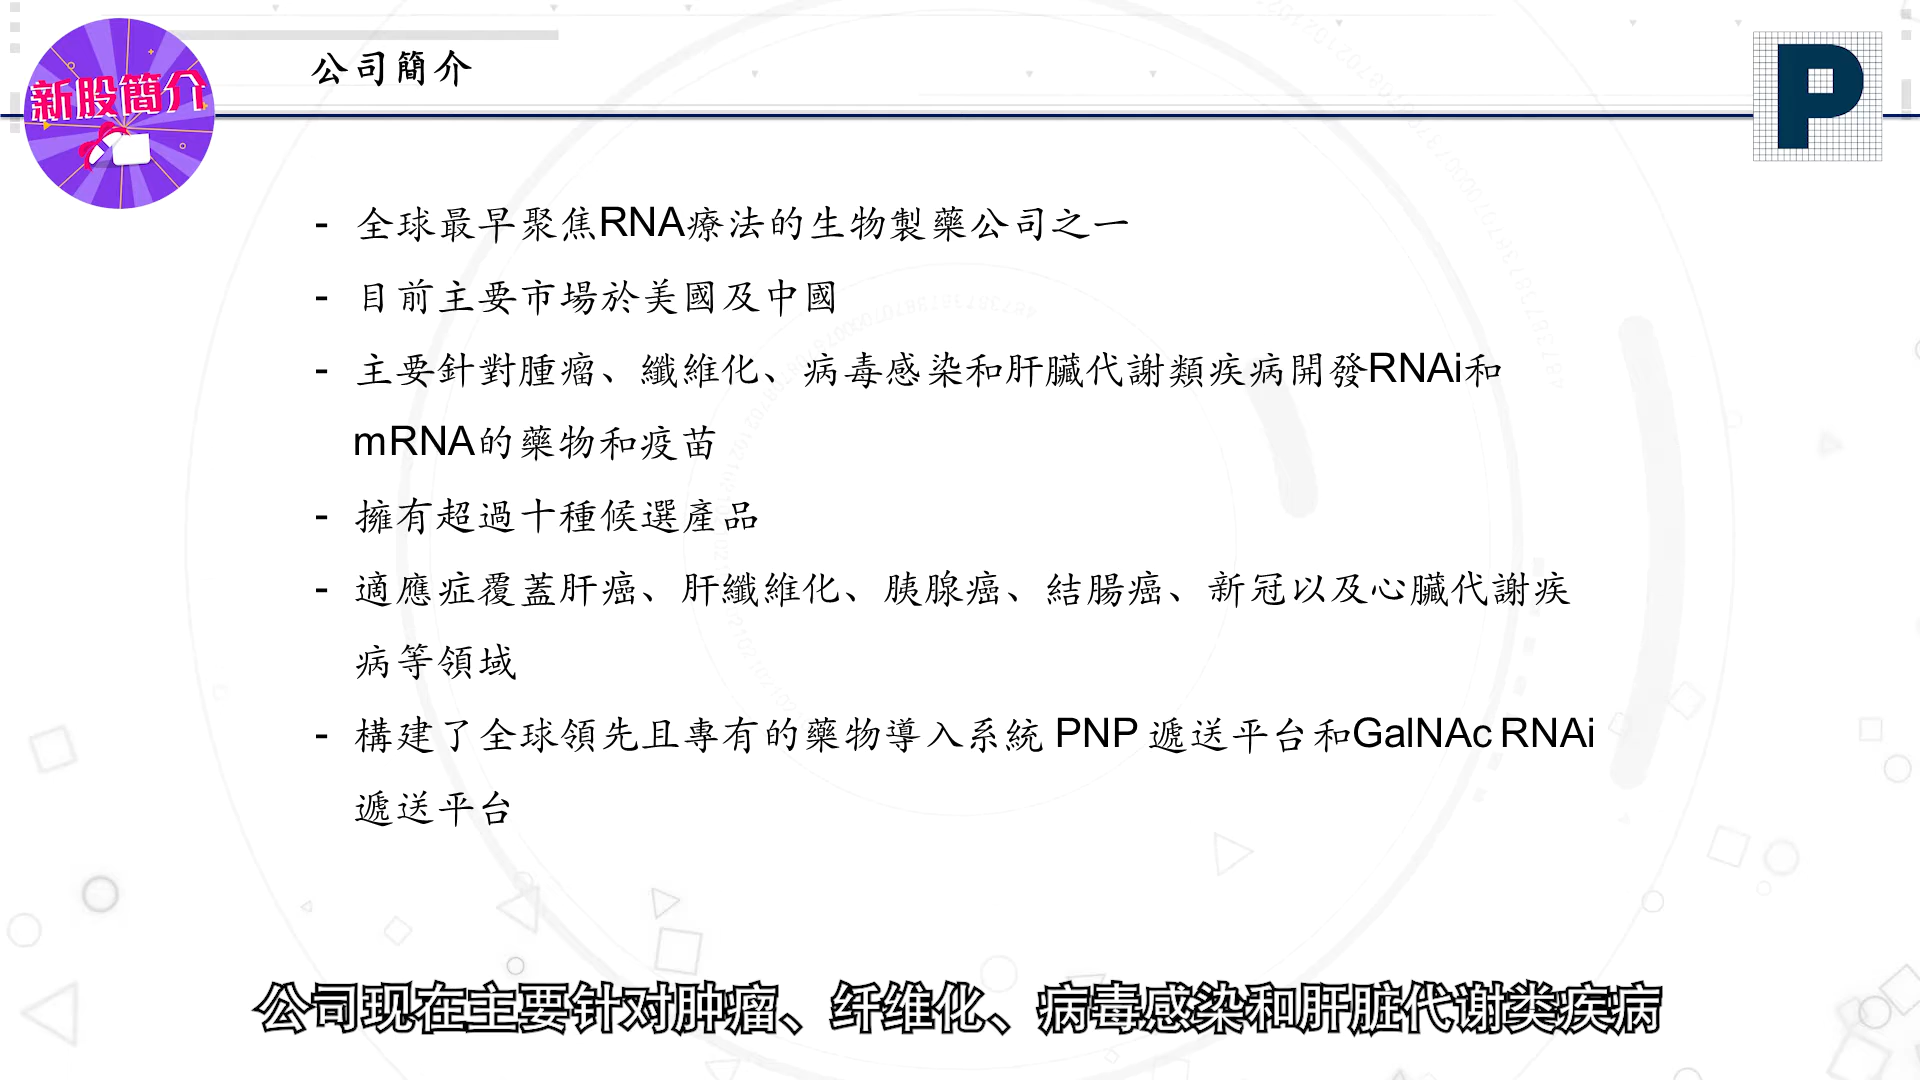 公司簡介
新股簡介
P
- 全球最早聚焦RNA療法的生物製藥公司之一
- 目前主要市場於美國及中國
- 主要針對腫瘤、纖維化、病毒感染和肝臟代謝類疾病開發RNAi和
mRNA的藥物和疫苗
- 擁有超過十種候選產品
- 適應症覆蓋肝癌、肝纖維化、胰腺癌、結腸癌、新冠以及心臟代謝疾
病等領域
- 構建了全球領先且專有的藥物導入系統 PNP 遞送平台和GalNAc RNAi
遞送平台
公司现在主要针对肿瘤、纤维化、病毒感染和肝脏代谢类疾病